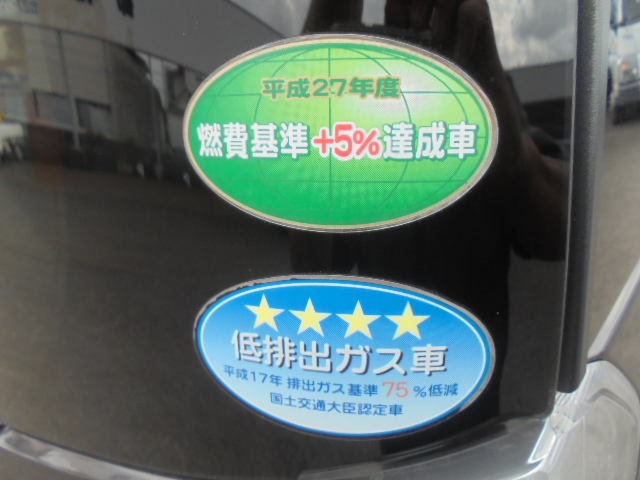 平成27年度
燃費基準+5%達成車
低排出ガス車
平成17年 排出ガス基準 75 %低減
国土交通大臣認定車